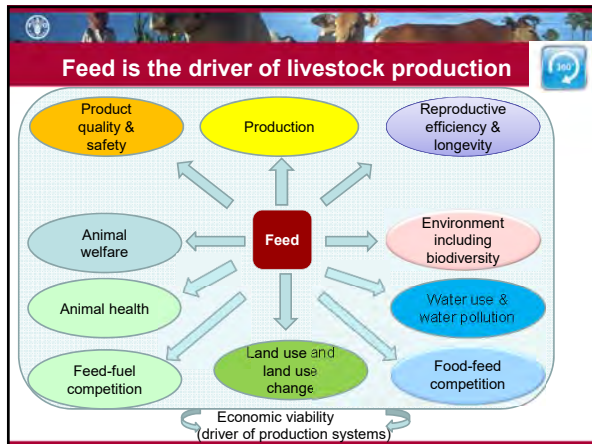 Feed is the driver of livestock production
360°
Product
quality &
safety
Production
Reproductive
efficiency &
longevity
Animal
welfare
Feed
Environment
including
biodiversity
Animal health
Water use &
water pollution
Feed-fuel
competition
Land use and
land use
change
Food-feed
competition
Economic viability
(driver of production systems)